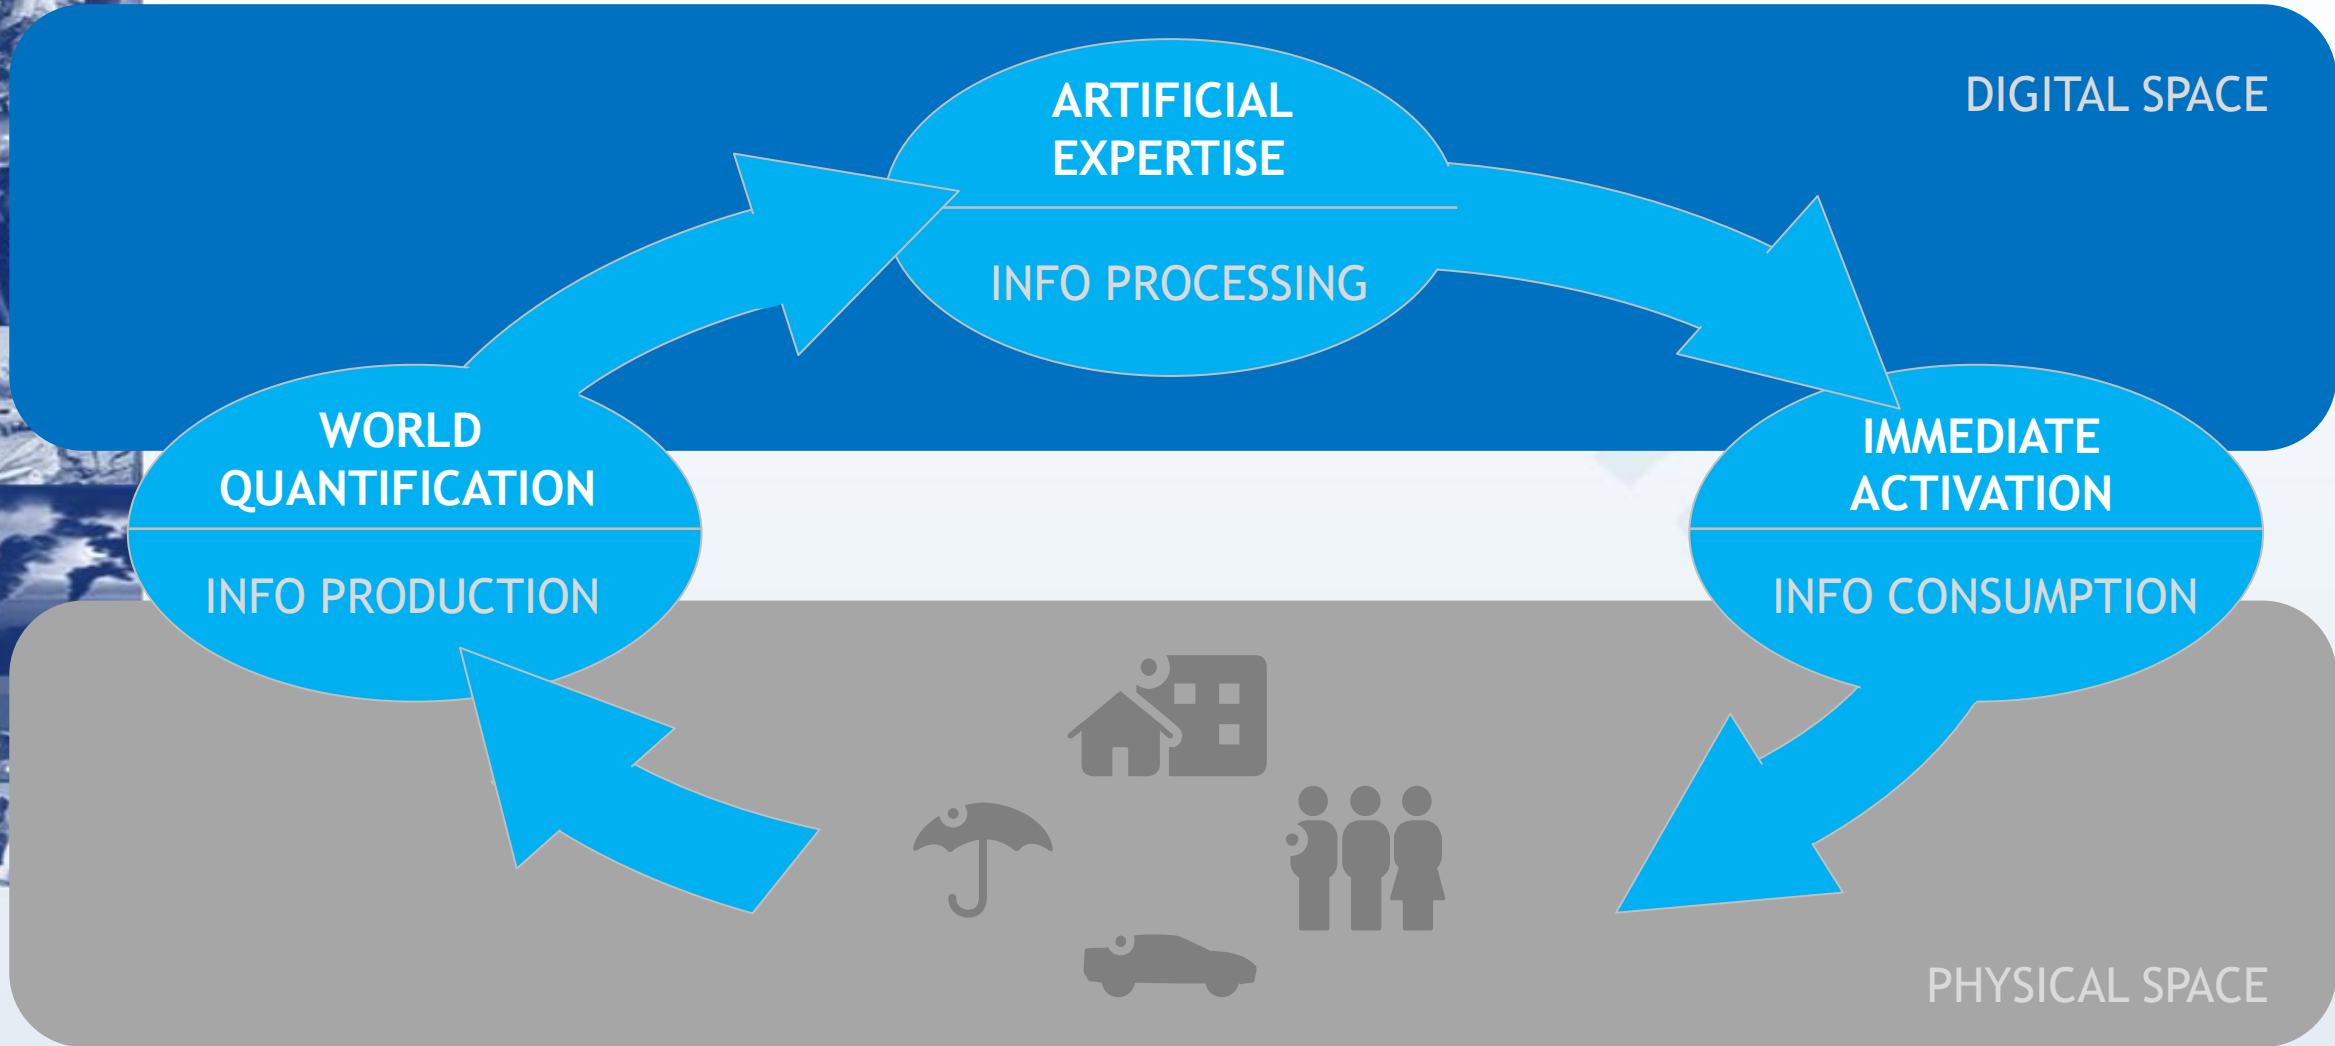 DIGITAL SPACE
ARTIFICIAL
EXPERTISE
INFO PROCESSING
WORLD
QUANTIFICATION
INFO PRODUCTION
IMMEDIATE
ACTIVATION
INFO CONSUMPTION
PHYSICAL SPACE